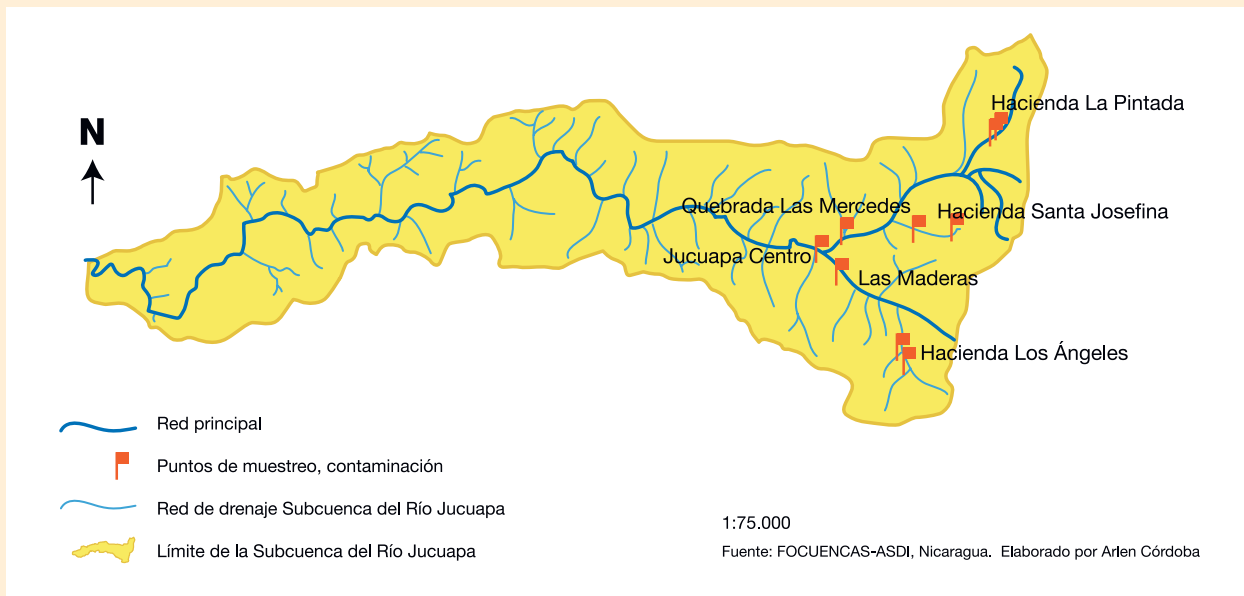 N
Hacienda La Pintada
Quebrada Las Mercedes
Hacienda Santa Josefina
Jucuapa Centro
Las Maderas
Hacienda Los Ángeles
Red principal
Puntos de muestreo, contaminación
Red de drenaje Subcuenca del Río Jucuapa
Límite de la Subcuenca del Río Jucuapa
1:75.000
Fuente: FOCUENCAS-ASDI, Nicaragua. Elaborado por Arlen Córdoba